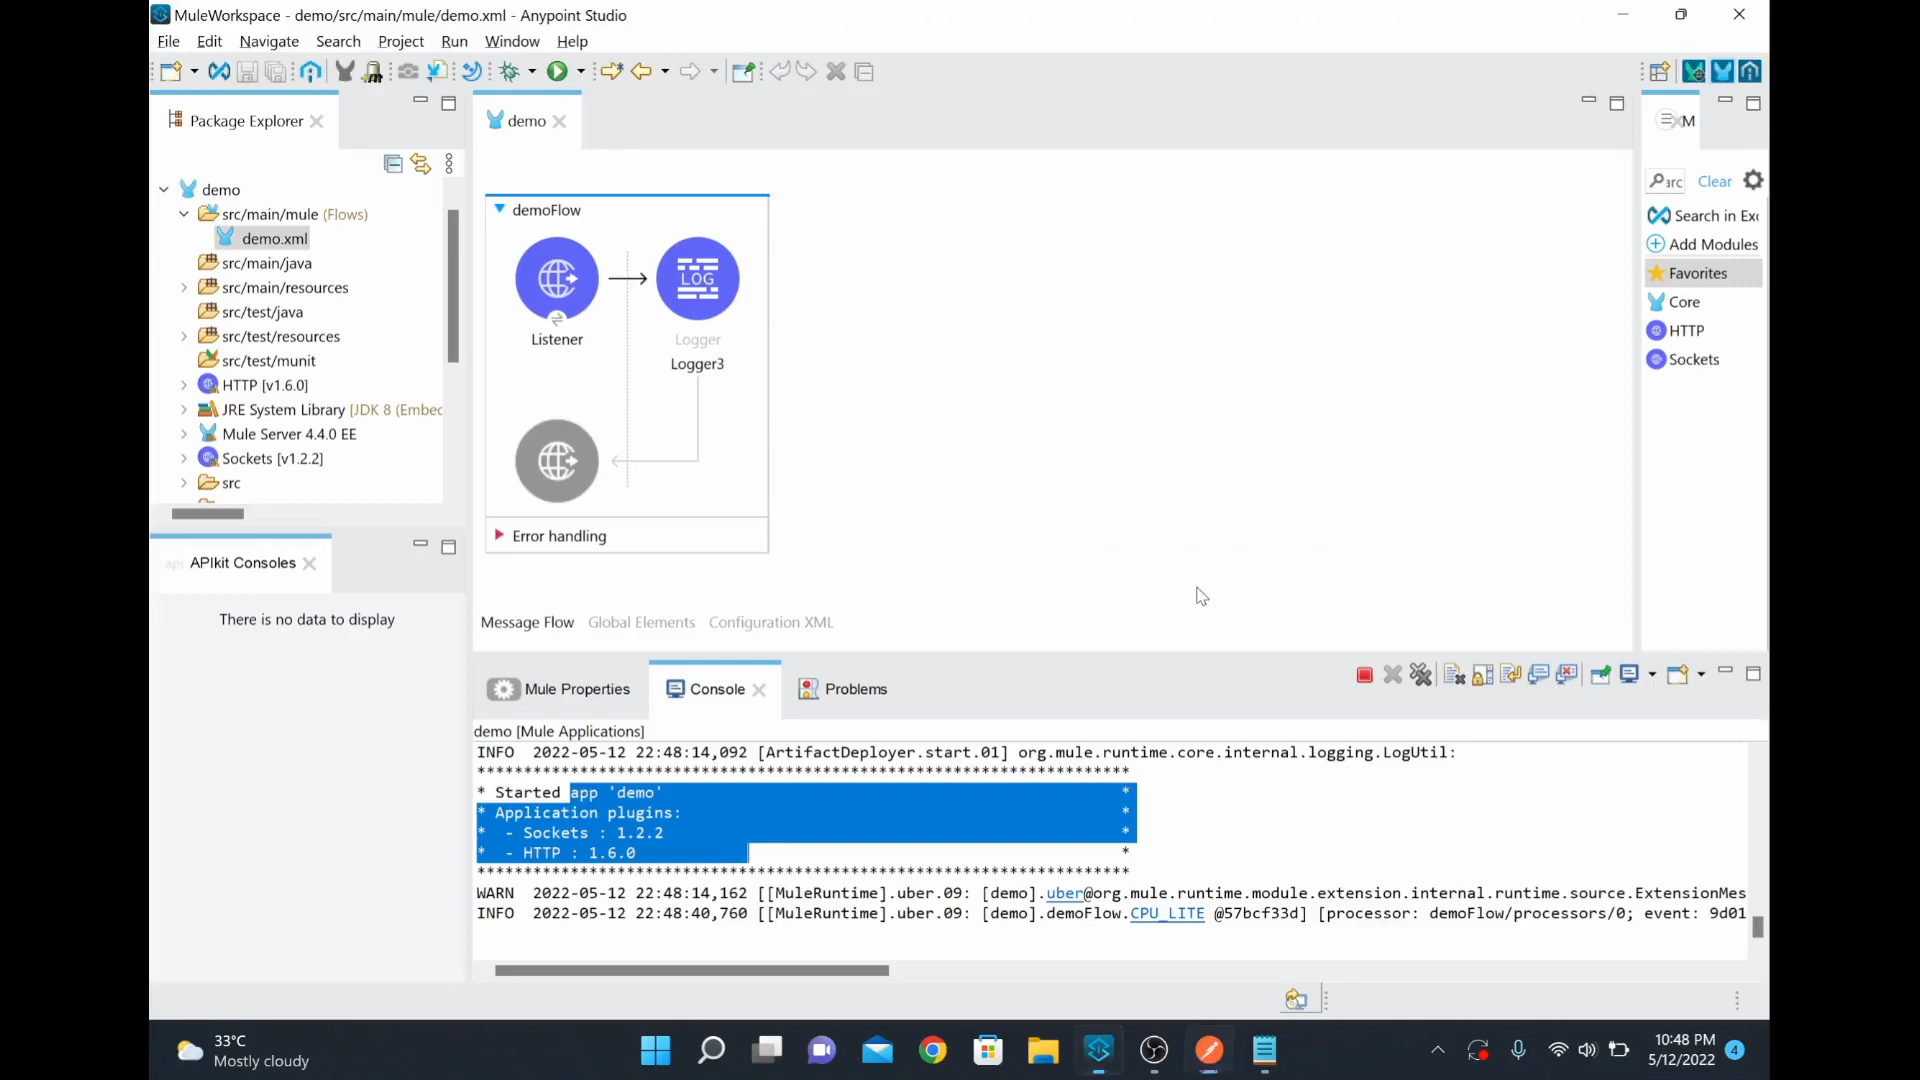 MuleWorkspace - demo/src/main/mule/demo.xml - Anypoint Studio
File Edit Navigate Search Project Run Window Help
Package Explorer
demo
src/main/mule (Flows)
demo.xml
src/main/java
src/main/resources
src/test/java
src/test/resources
src/test/munit
HTTP [v1.6.0]
JRE System Library [JDK 8 (Embec
Mule Server 4.4.0 EE
Sockets [v1.2.2]
src
APIkit Consoles
There is no data to display
demo
demoFlow
LOG
Listener
Logger
Logger3
Error handling
Message Flow Global Elements Configuration XML
M
arc Clear
Search in Exc
Add Modules
Favorites
Core
HTTP
Sockets
Mule Properties Console Problems
demo [Mule Applications]
INFO 2022-05-12 22:48:14,092 [ArtifactDeployer.start.01] org.mule.runtime.core.internal.logging.LogUtil:
**********************************************************************
* Started app 'demo' *
* Application plugins: *
* - Sockets : 1.2.2 *
* - HTTP : 1.6.0 *
**********************************************************************
WARN 2022-05-12 22:48:14,162 [[MuleRuntime].uber.09: [demo].uber@org.mule.runtime.module.extension.internal.runtime.source.ExtensionMes
INFO 2022-05-12 22:48:40,760 [[MuleRuntime].uber.09: [demo].demoFlow.CPU_LITE @57bcf33d] [processor: demoFlow/processors/0; event: 9d01
33°C
Mostly cloudy
10:48 PM
5/12/2022
4